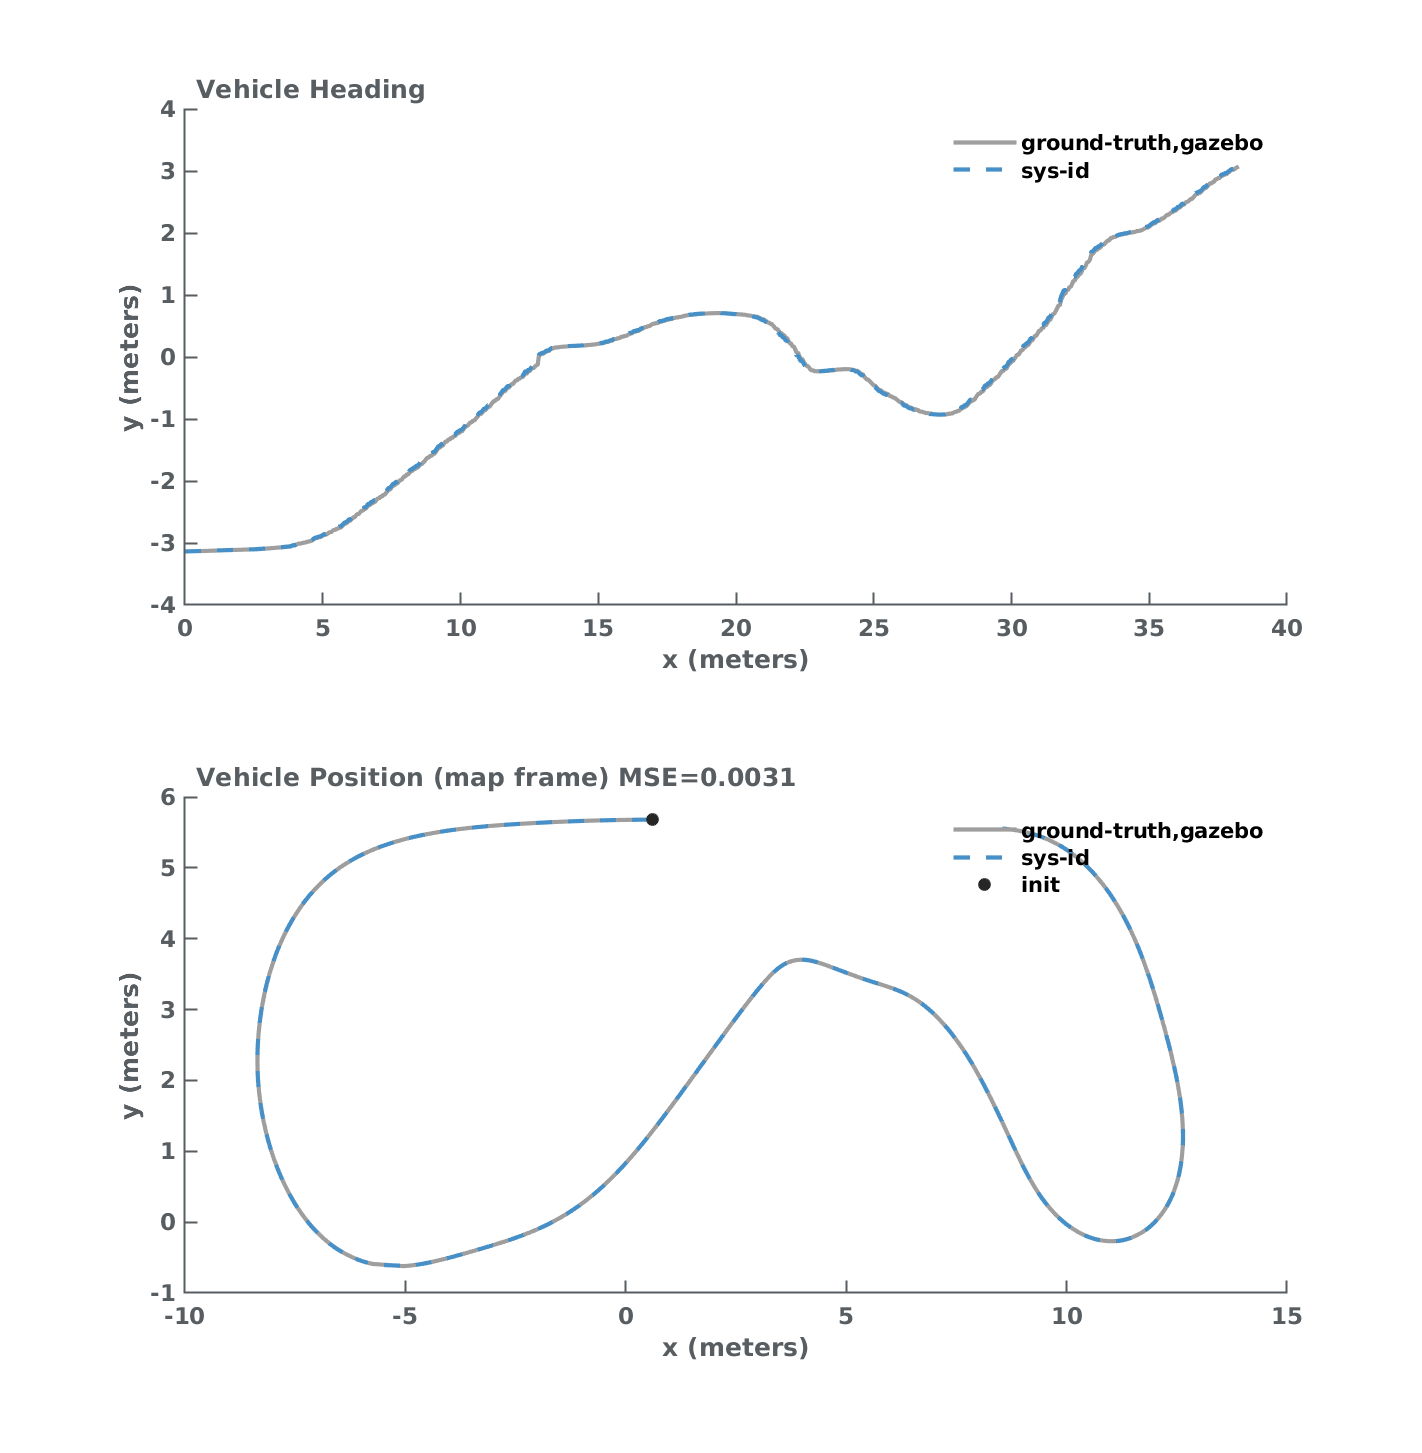 Vehicle Heading
4
3
2
1
0
-1
-2
-3
-4
y (meters)
ground-truth,gazebo
sys-id
0 5 10 15 20 25 30 35 40
x (meters)
Vehicle Position (map frame) MSE=0.0031
6
5
4
3
2
1
0
-1
y (meters)
ground-truth,gazebo
sys-id
init
-10 -5 0 5 10 15
x (meters)